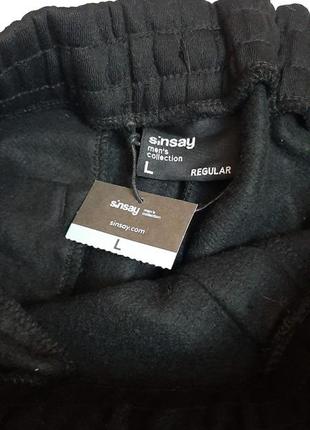 sinsay
men's
collection
L REGULAR
sinsay men's
collection
sinsay.com
L